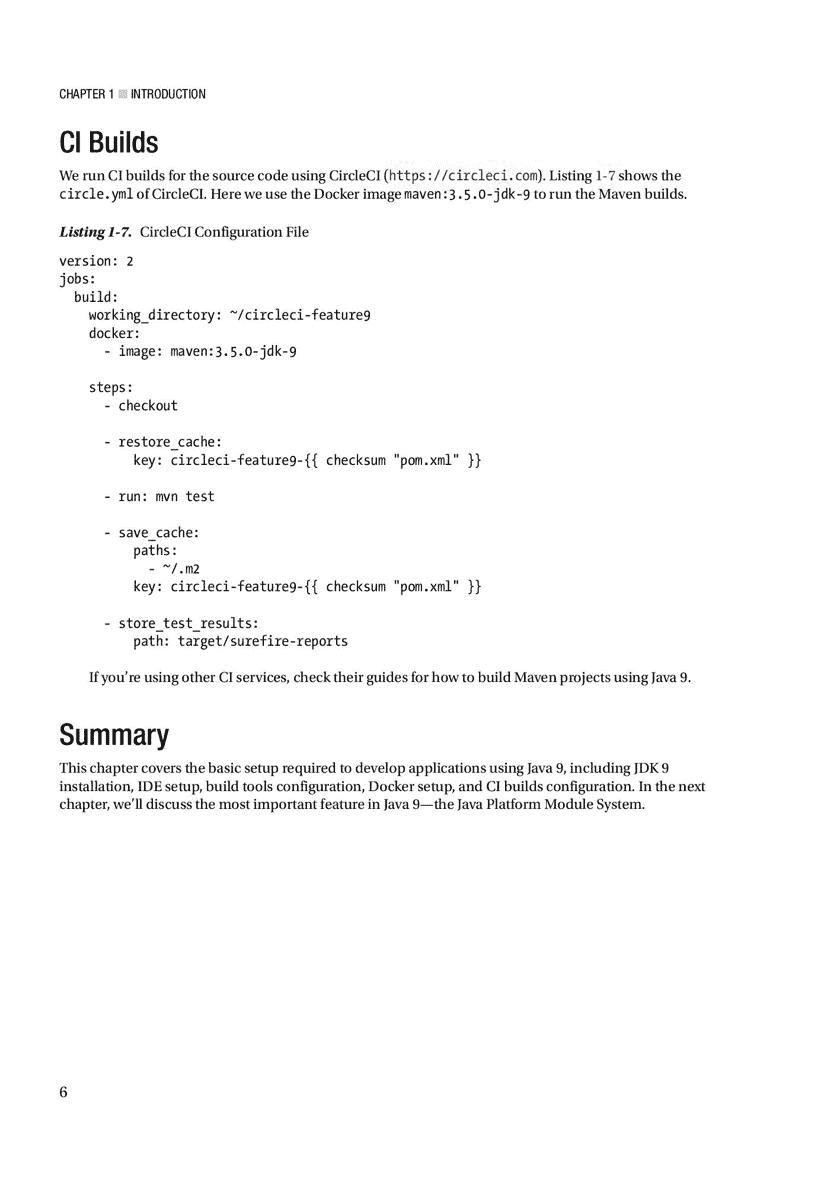 CHAPTER 1 ■ INTRODUCTION
CI Builds
We run CI builds for the source code using CircleCI (https://circleci.com). Listing 1-7 shows the
circle.yml of CircleCI. Here we use the Docker image maven:3.5.0-jdk-9 to run the Maven builds.
Listing 1-7. CircleCI Configuration File
version: 2
jobs:
  build:
    working_directory: ~/circleci-feature9
    docker:
      - image: maven:3.5.0-jdk-9
    steps:
      - checkout
      - restore_cache:
          key: circleci-feature9-{{ checksum "pom.xml" }}
      - run: mvn test
      - save_cache:
          paths:
            - ~/.m2
          key: circleci-feature9-{{ checksum "pom.xml" }}
      - store_test_results:
          path: target/surefire-reports
If you're using other CI services, check their guides for how to build Maven projects using Java 9.
Summary
This chapter covers the basic setup required to develop applications using Java 9, including JDK 9
installation, IDE setup, build tools configuration, Docker setup, and CI builds configuration. In the next
chapter, we'll discuss the most important feature in Java 9—the Java Platform Module System.
6